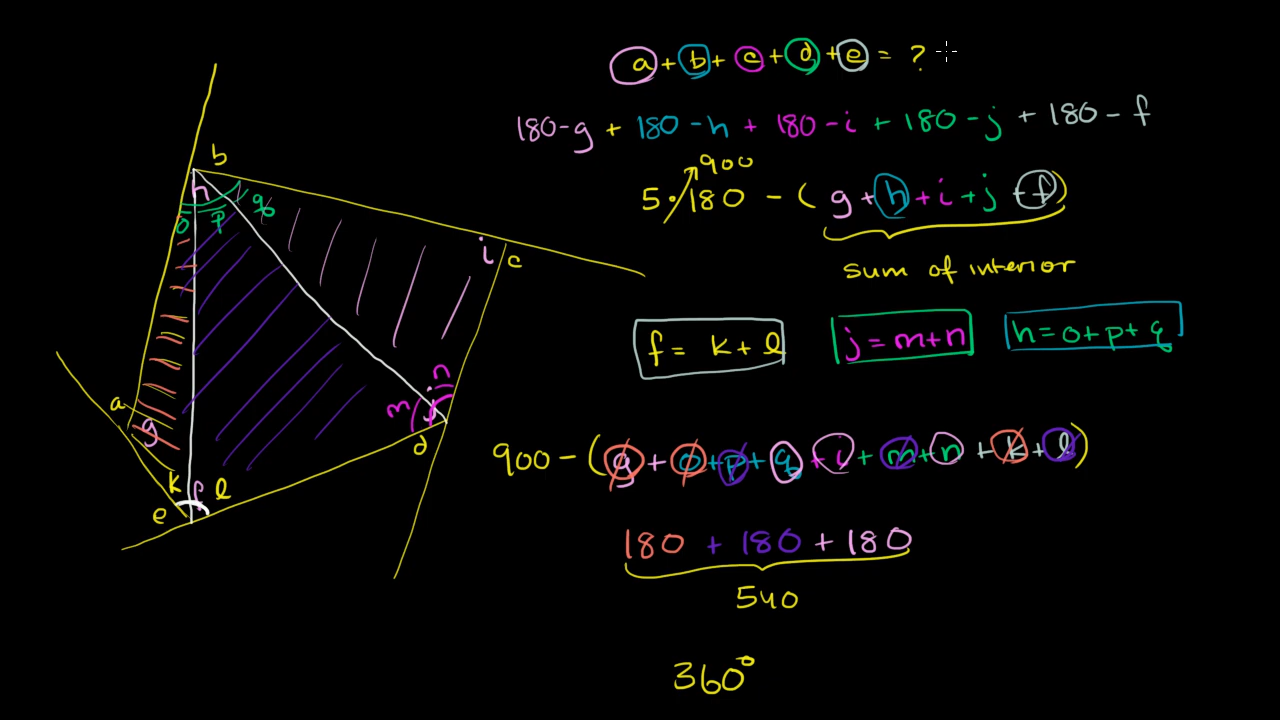 a + b + c + d + e = ?
180-g + 180-h + 180-i + 180-j + 180-f
900
5·180 - (g+h+i+j+f)
sum of interior
f = k+l
j = m+n
h = o+p+q
900 - (g+o+p+q+i+m+n+k+l)
180 + 180 + 180
540
360°
b
h
o
p
q
i
c
a
g
n
m
j
d
k
f
l
e